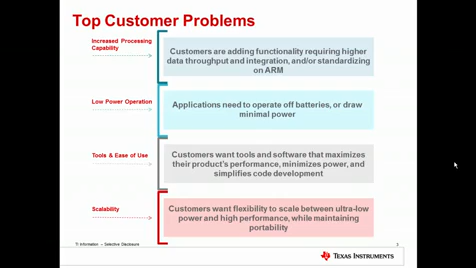 Top Customer Problems
Increased Processing
Capability
Customers are adding functionality requiring higher
data throughput and integration, and/or standardizing
on ARM
Low Power Operation
Applications need to operate off batteries, or draw
minimal power
Tools & Ease of Use
Customers want tools and software that maximizes
their product's performance, minimizes power, and
simplifies code development
Scalability
Customers want flexibility to scale between ultra-low
power and high performance, while maintaining
portability
TI Information – Selective Disclosure
3
TEXAS INSTRUMENTS